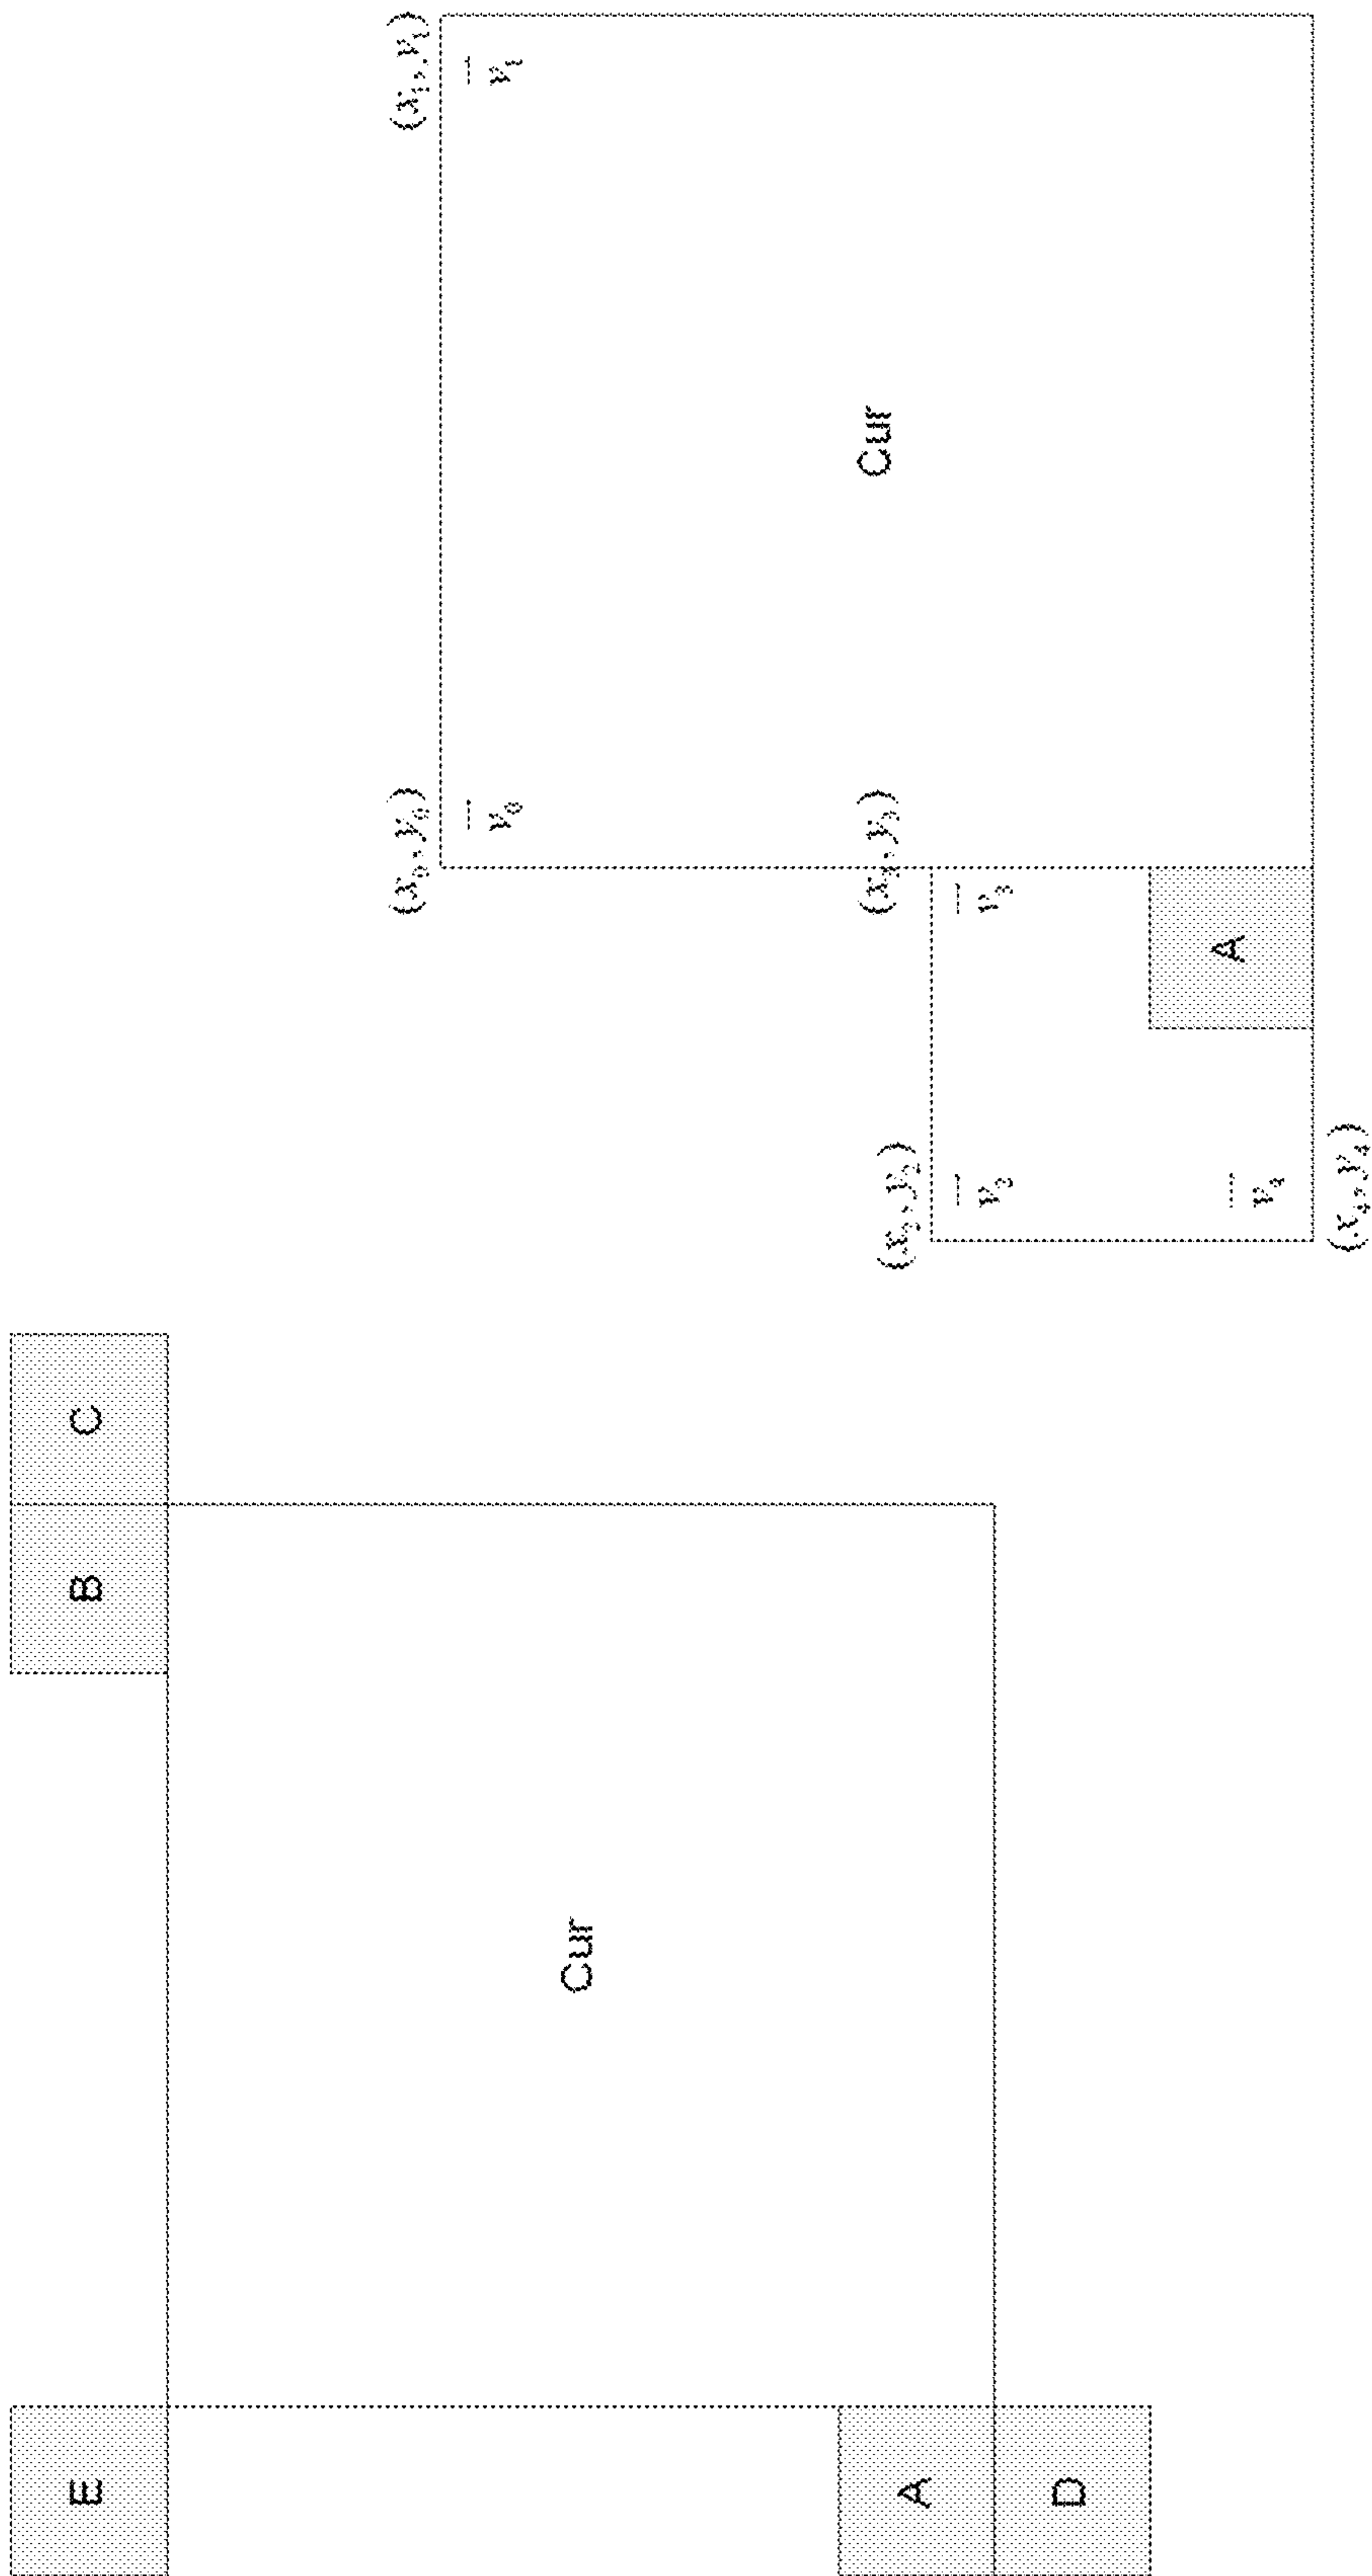 E B C
Cur
A
D
(x₀, y₀) (x₁, y₁)
v₀ v₁
(x₂, y₂) (x₃, y₃) Cur
v₂ v₃
A
v₄
(x₄, y₄)